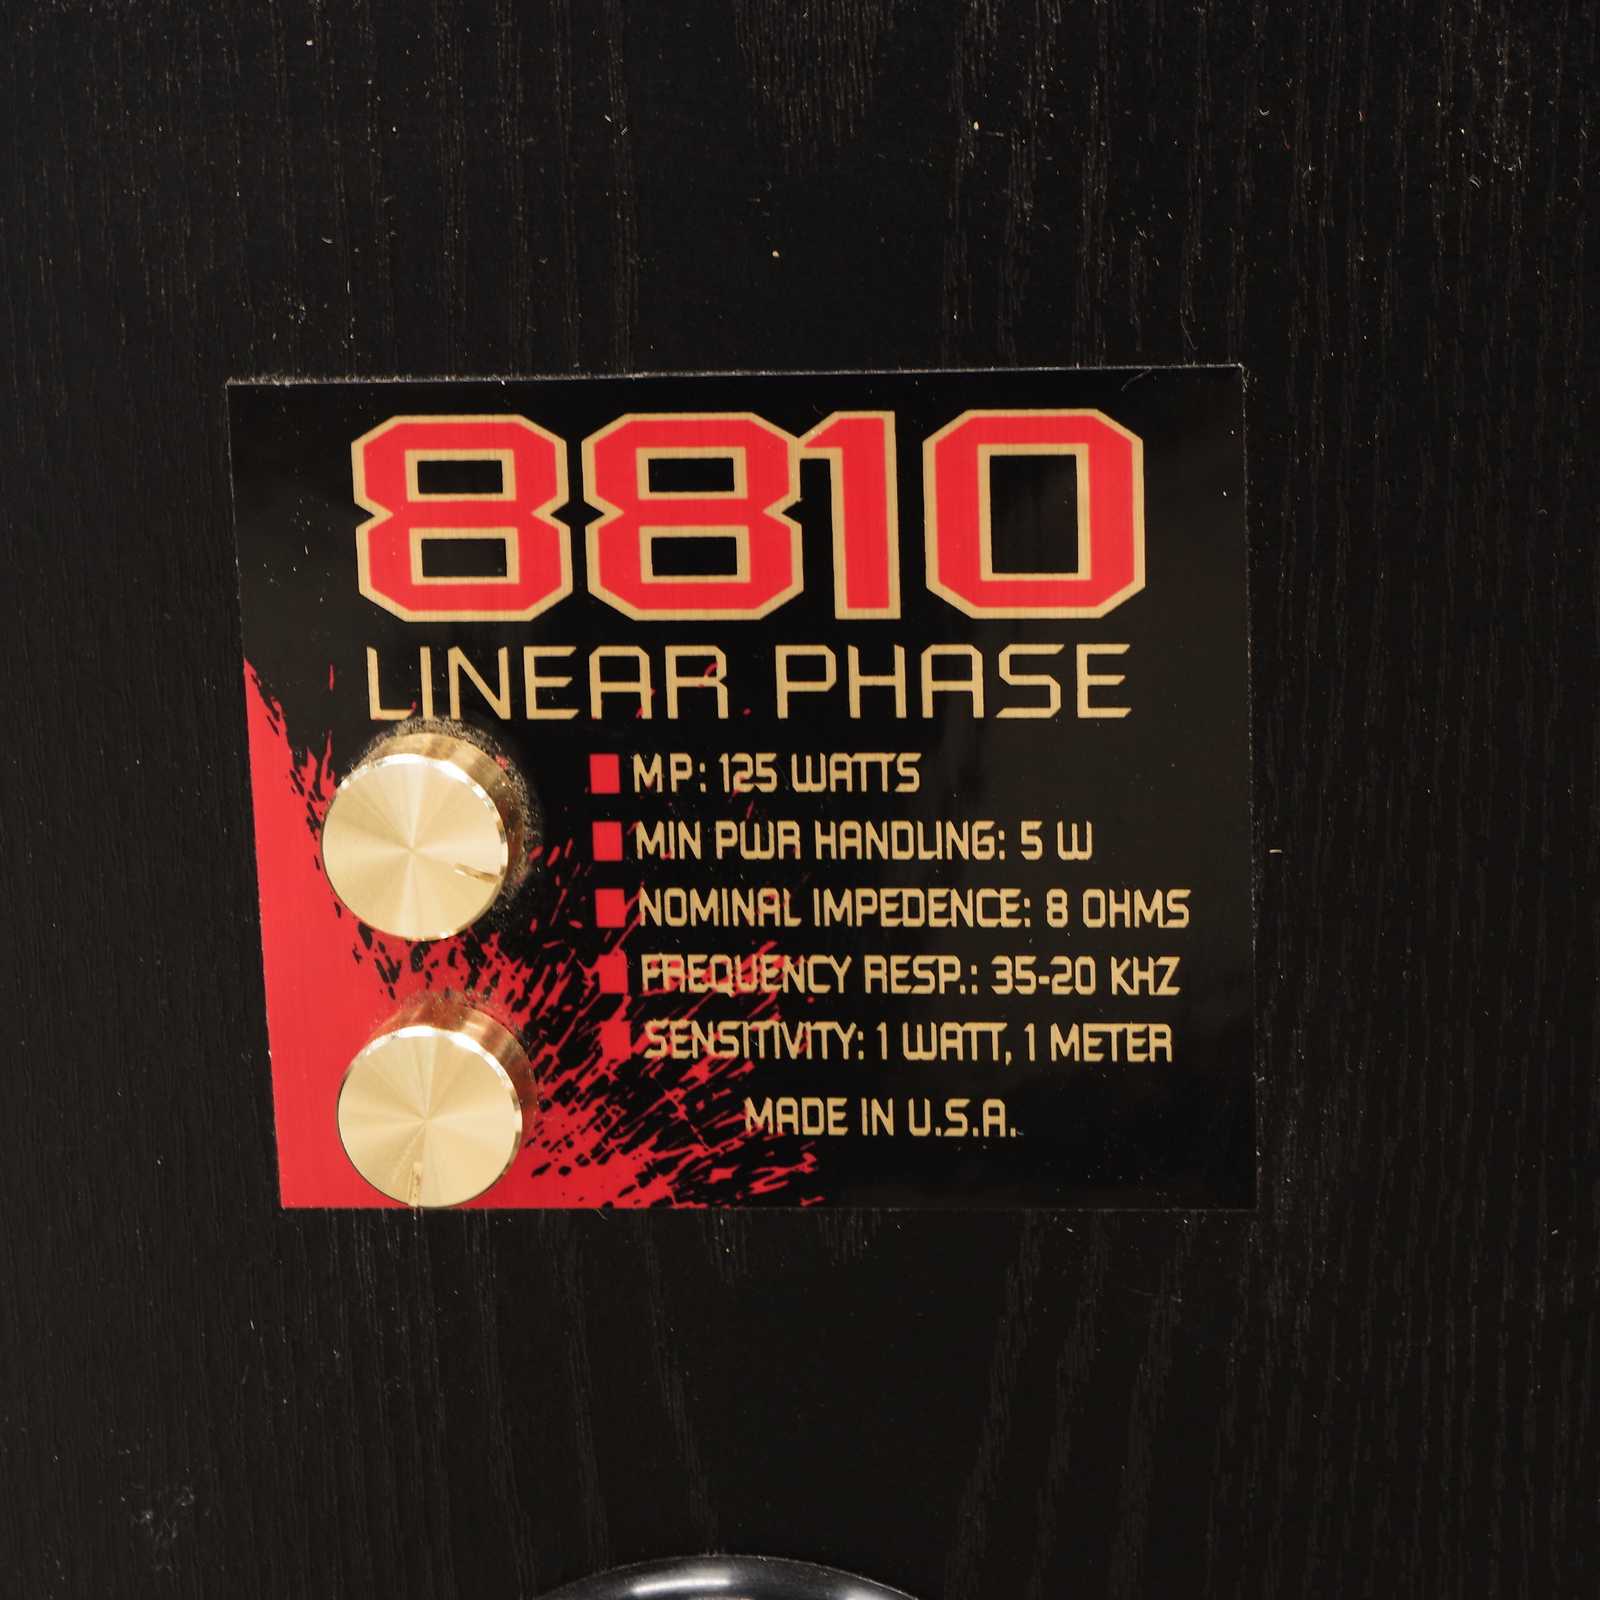 8810
LINEAR PHASE
MP: 125 WATTS
MIN PWR HANDLING: 5 W
NOMINAL IMPEDENCE: 8 OHMS
FREQUENCY RESP.: 35-20 KHZ
SENSITIVITY: 1 WATT, 1 METER
MADE IN U.S.A.